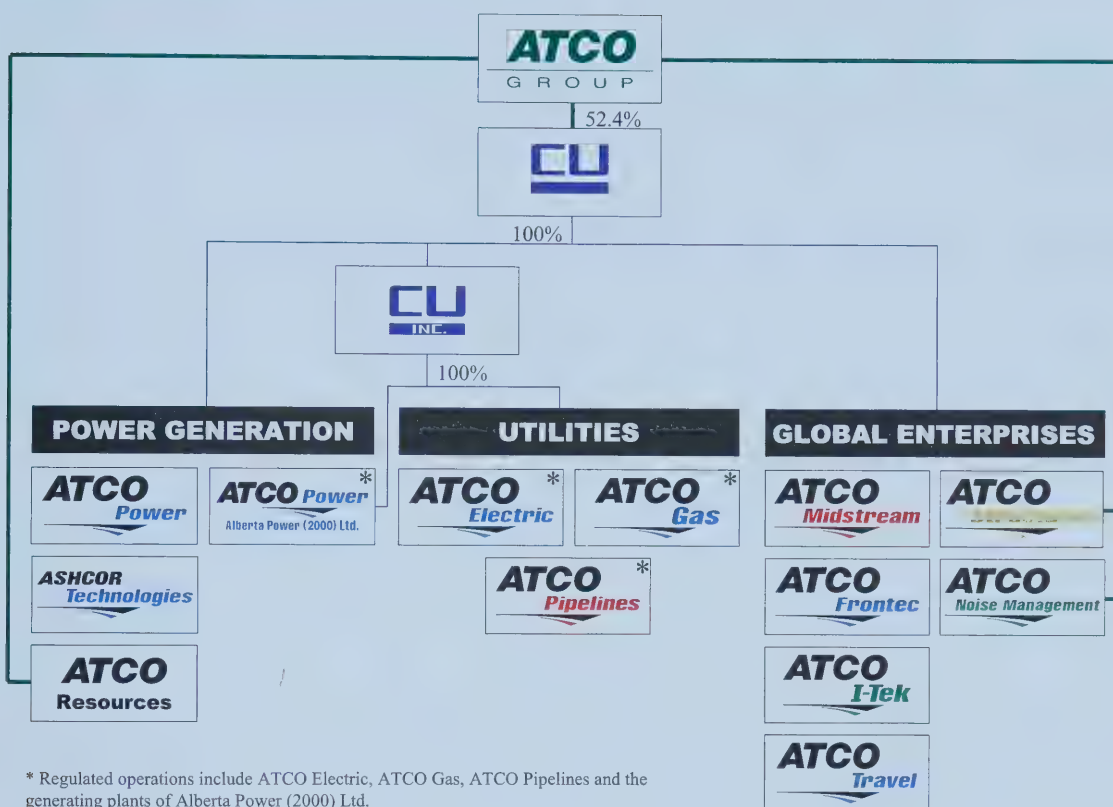 ATCO
GROUP
52.4%
CU
100%
CU
INC.
100%
POWER GENERATION
UTILITIES
GLOBAL ENTERPRISES
ATCO
Power
ATCO Power *
Alberta Power (2000) Ltd.
ATCO *
Electric
ATCO *
Gas
ATCO
Midstream
ATCO
ASHCOR
Technologies
ATCO *
Pipelines
ATCO
Frontec
ATCO
Noise Management
ATCO
Resources
ATCO
I-Tek
ATCO
Travel
* Regulated operations include ATCO Electric, ATCO Gas, ATCO Pipelines and the
generating plants of Alberta Power (2000) Ltd.